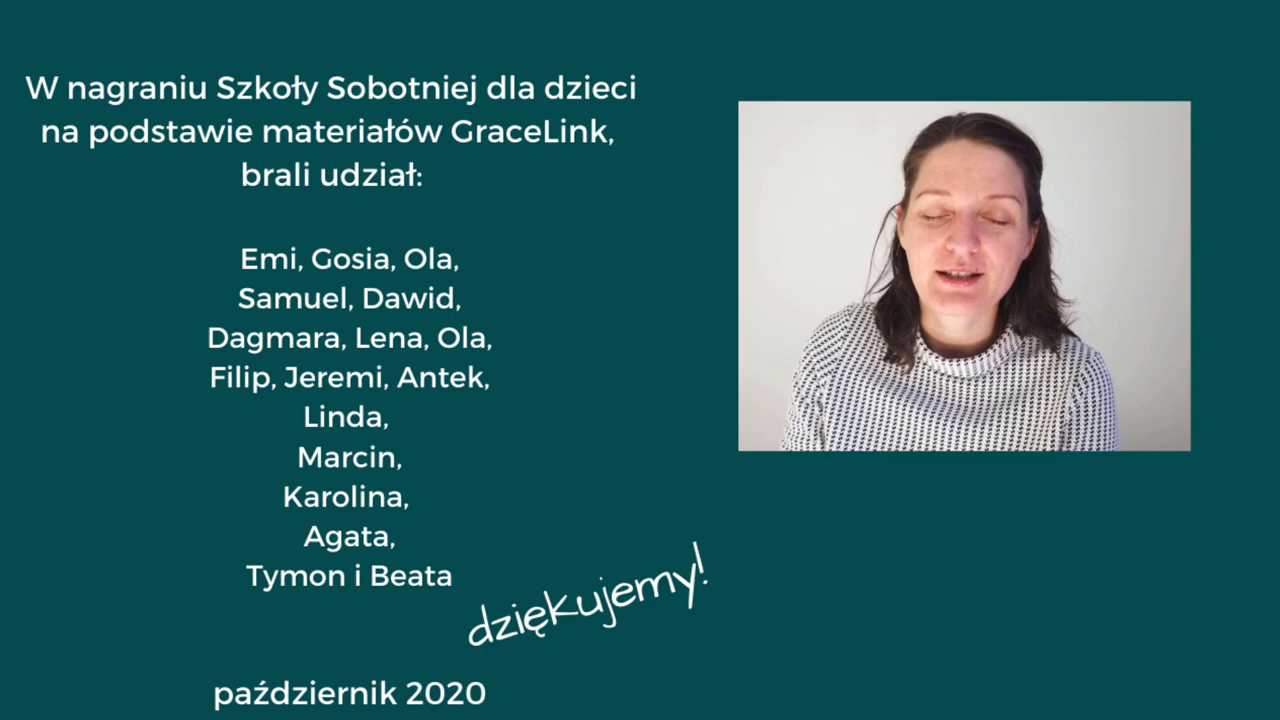 W nagraniu Szkoły Sobotniej dla dzieci
na podstawie materiałów GraceLink,
brali udział:
Emi, Gosia, Ola,
Samuel, Dawid,
Dagmara, Lena, Ola,
Filip, Jeremi, Antek,
Linda,
Marcin,
Karolina,
Agata,
Tymon i Beata
dziękujemy!
październik 2020